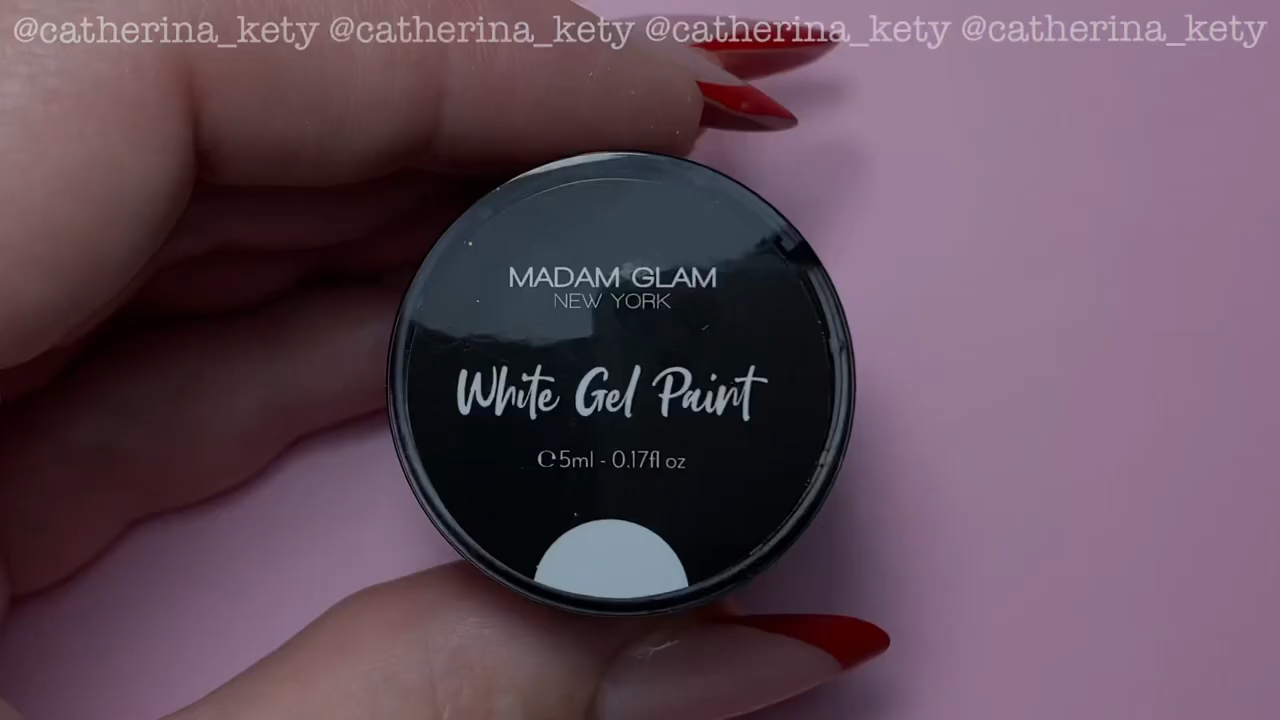 @catherina_kety @catherina_kety @catherina_kety @catherina_kety
MADAM GLAM
NEW YORK
White Gel Paint
℮5ml - 0.17fl oz